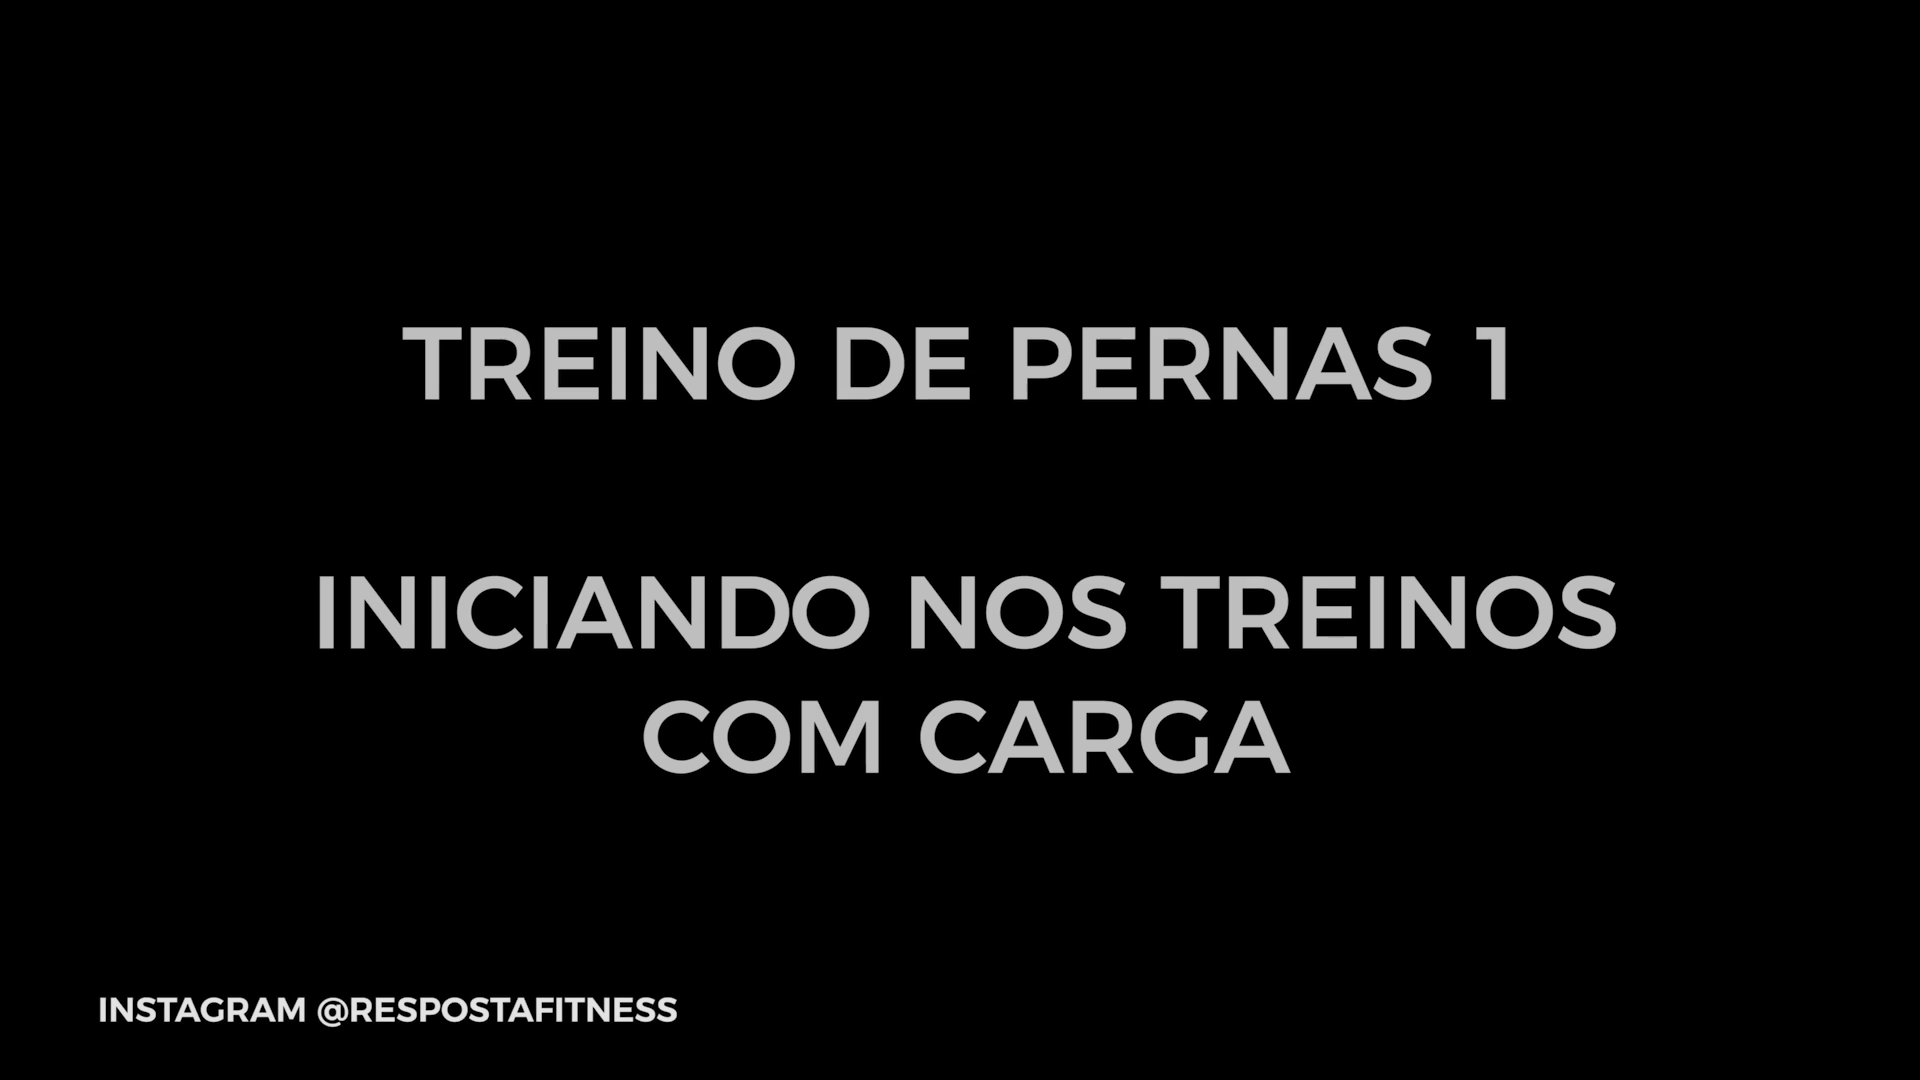 TREINO DE PERNAS 1
INICIANDO NOS TREINOS
COM CARGA
INSTAGRAM @RESPOSTAFITNESS